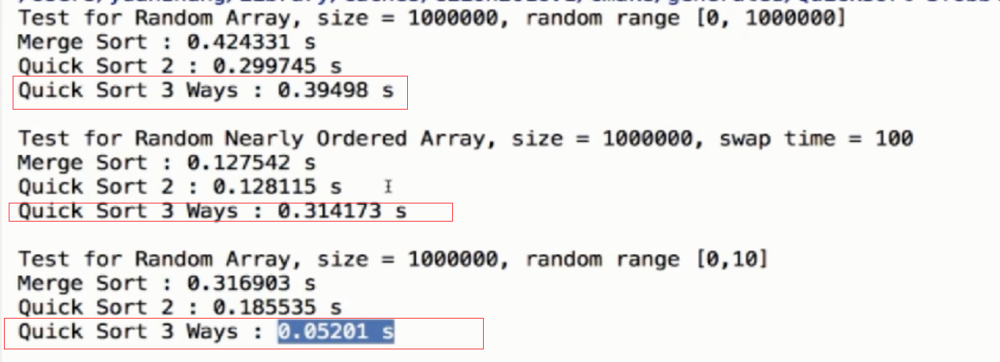 Test for Random Array, size = 1000000, random range [0, 1000000]
Merge Sort : 0.424331 s
Quick Sort 2 : 0.299745 s
Quick Sort 3 Ways : 0.39498 s
Test for Random Nearly Ordered Array, size = 1000000, swap time = 100
Merge Sort : 0.127542 s
Quick Sort 2 : 0.128115 s
Quick Sort 3 Ways : 0.314173 s
Test for Random Array, size = 1000000, random range [0,10]
Merge Sort : 0.316903 s
Quick Sort 2 : 0.185535 s
Quick Sort 3 Ways : 0.05201 s